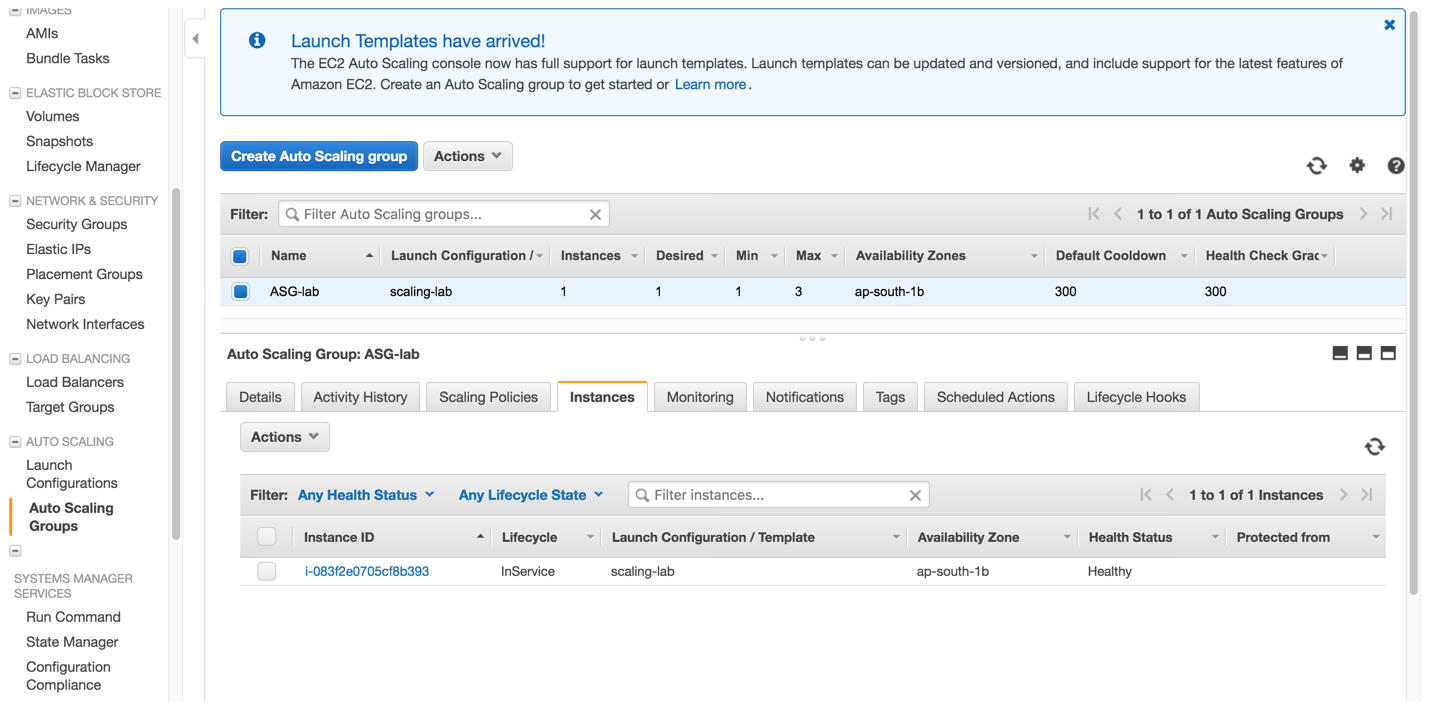 IMAGES
AMIs
Bundle Tasks
ELASTIC BLOCK STORE
Volumes
Snapshots
Lifecycle Manager
NETWORK & SECURITY
Security Groups
Elastic IPs
Placement Groups
Key Pairs
Network Interfaces
LOAD BALANCING
Load Balancers
Target Groups
AUTO SCALING
Launch
Configurations
Auto Scaling
Groups
SYSTEMS MANAGER
SERVICES
Run Command
State Manager
Configuration
Compliance
Launch Templates have arrived!
The EC2 Auto Scaling console now has full support for launch templates. Launch templates can be updated and versioned, and include support for the latest features of
Amazon EC2. Create an Auto Scaling group to get started or Learn more.
Create Auto Scaling group Actions
Filter: Filter Auto Scaling groups... 1 to 1 of 1 Auto Scaling Groups
Name Launch Configuration / Instances Desired Min Max Availability Zones Default Cooldown Health Check Grac
ASG-lab scaling-lab 1 1 1 3 ap-south-1b 300 300
Auto Scaling Group: ASG-lab
Details Activity History Scaling Policies Instances Monitoring Notifications Tags Scheduled Actions Lifecycle Hooks
Actions
Filter: Any Health Status Any Lifecycle State Filter instances... 1 to 1 of 1 Instances
Instance ID Lifecycle Launch Configuration / Template Availability Zone Health Status Protected from
i-083f2e0705cf8b393 InService scaling-lab ap-south-1b Healthy